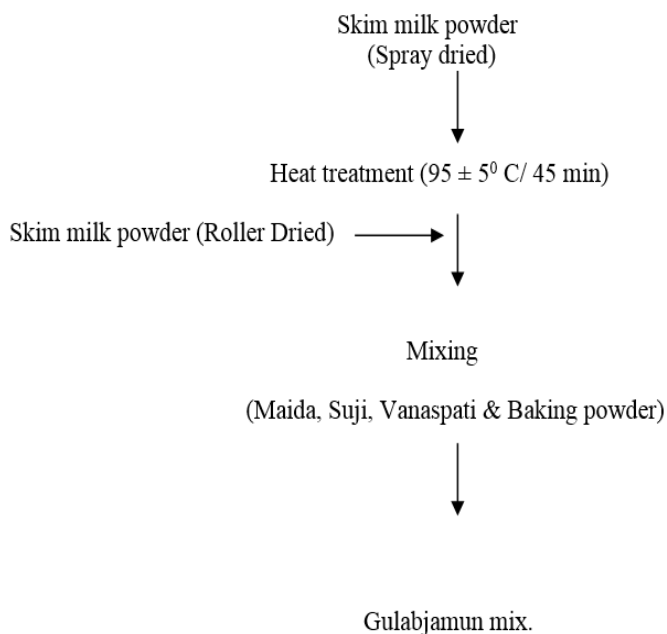 Skim milk powder
(Spray dried)
Heat treatment (95 ± 5⁰ C/ 45 min)
Skim milk powder (Roller Dried)
Mixing
(Maida, Suji, Vanaspati & Baking powder)
Gulabjamun mix.